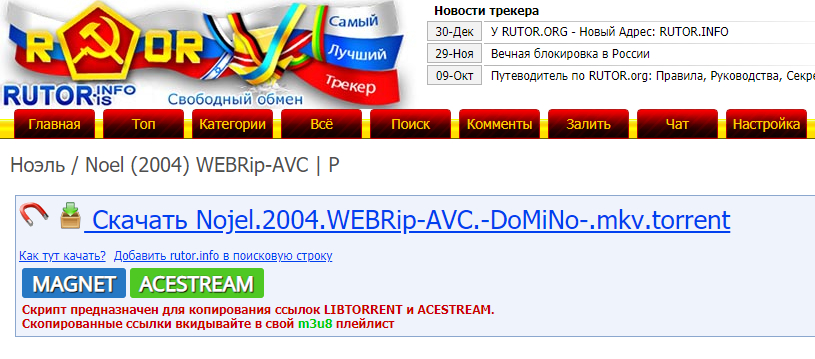 RUTOR
Самый
Лучший
Трекер
RUTOR.INFO
IS
Свободный обмен
Новости трекера
30-Дек У RUTOR.ORG - Новый Адрес: RUTOR.INFO
29-Ноя Вечная блокировка в России
09-Окт Путеводитель по RUTOR.org: Правила, Руководства, Секре
Главная Топ Категории Всё Поиск Комменты Залить Чат Настройка
Ноэль / Noel (2004) WEBRip-AVC | P
Скачать Nojel.2004.WEBRip-AVC.-DoMiNo-.mkv.torrent
Как тут качать? Добавить rutor.info в поисковую строку
MAGNET ACESTREAM
Скрипт предназначен для копирования ссылок LIBTORRENT и ACESTREAM.
Скопированные ссылки вкидывайте в свой m3u8 плейлист